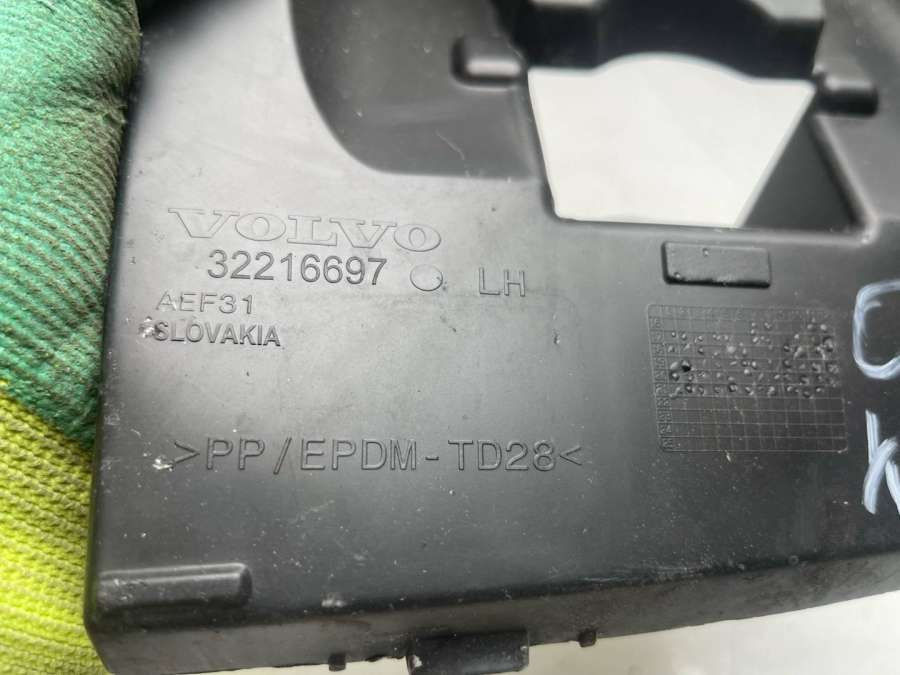 VOLVO
32216697 LH
AEF31
SLOVAKIA
>PP/EPDM-TD28<